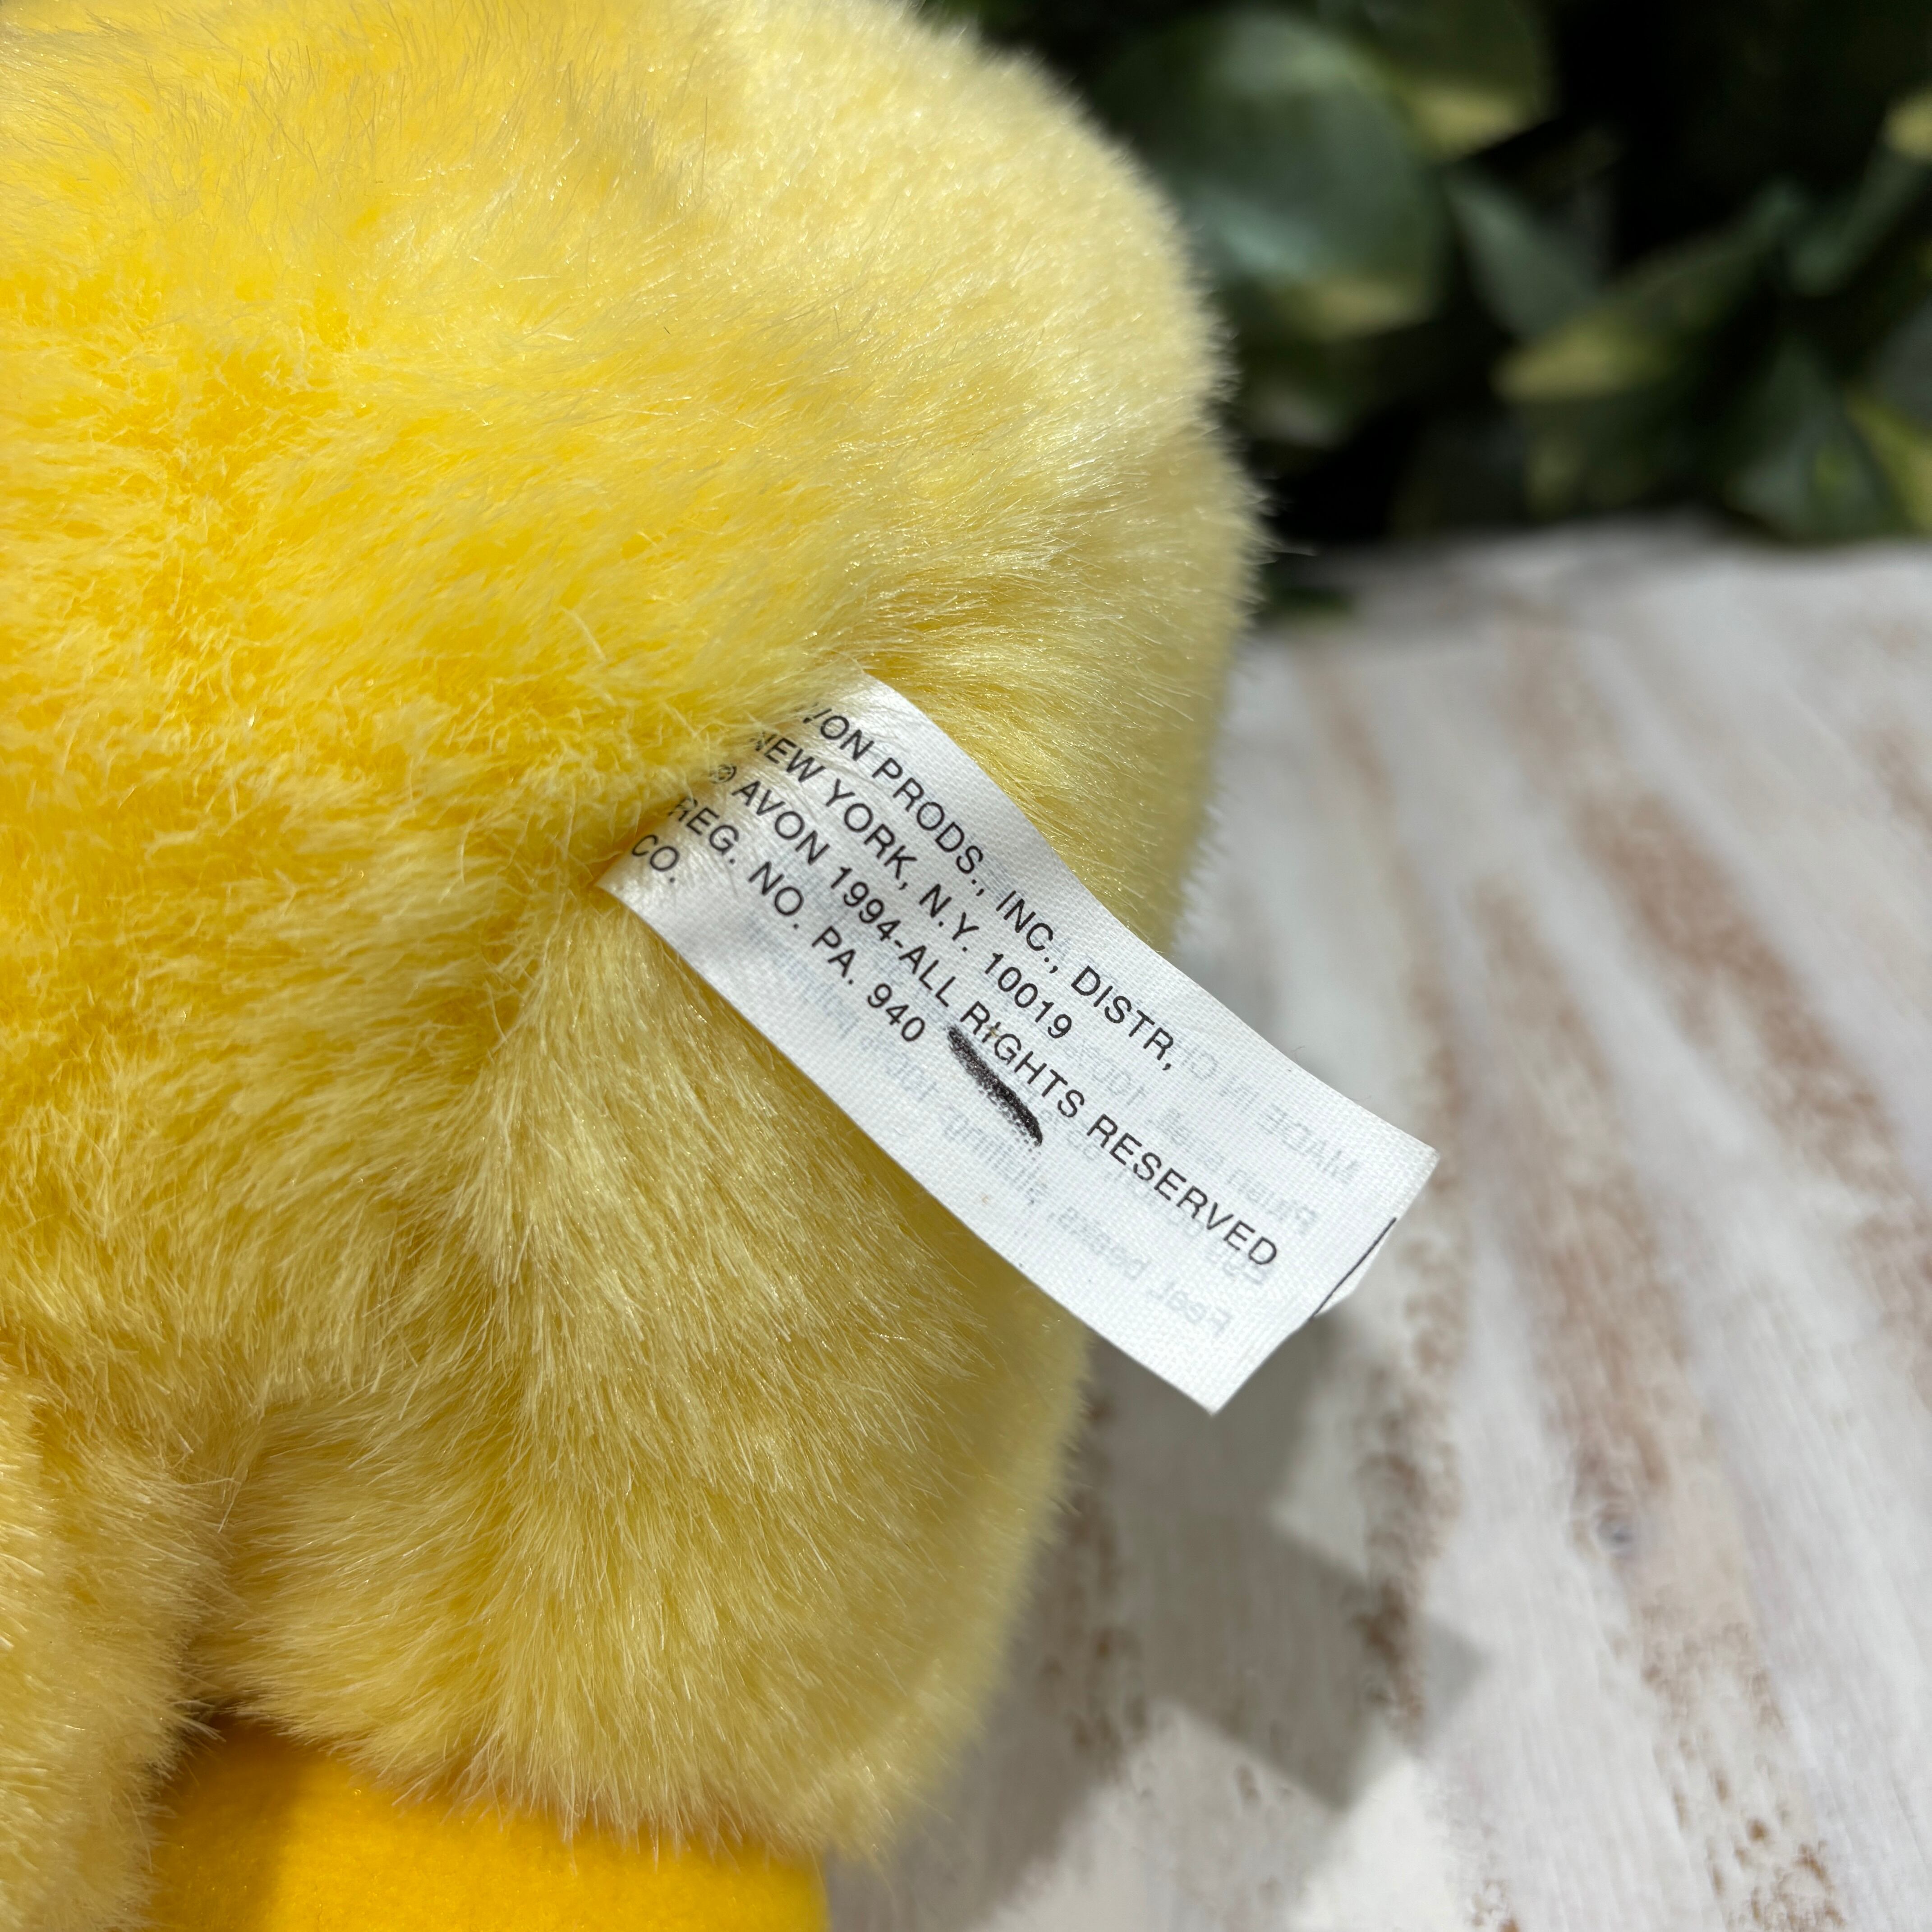 VON PRODS., INC., DISTR,
NEW YORK, N.Y. 10019
© AVON 1994-ALL RIGHTS RESERVED
REG. NO. PA. 940
CO.